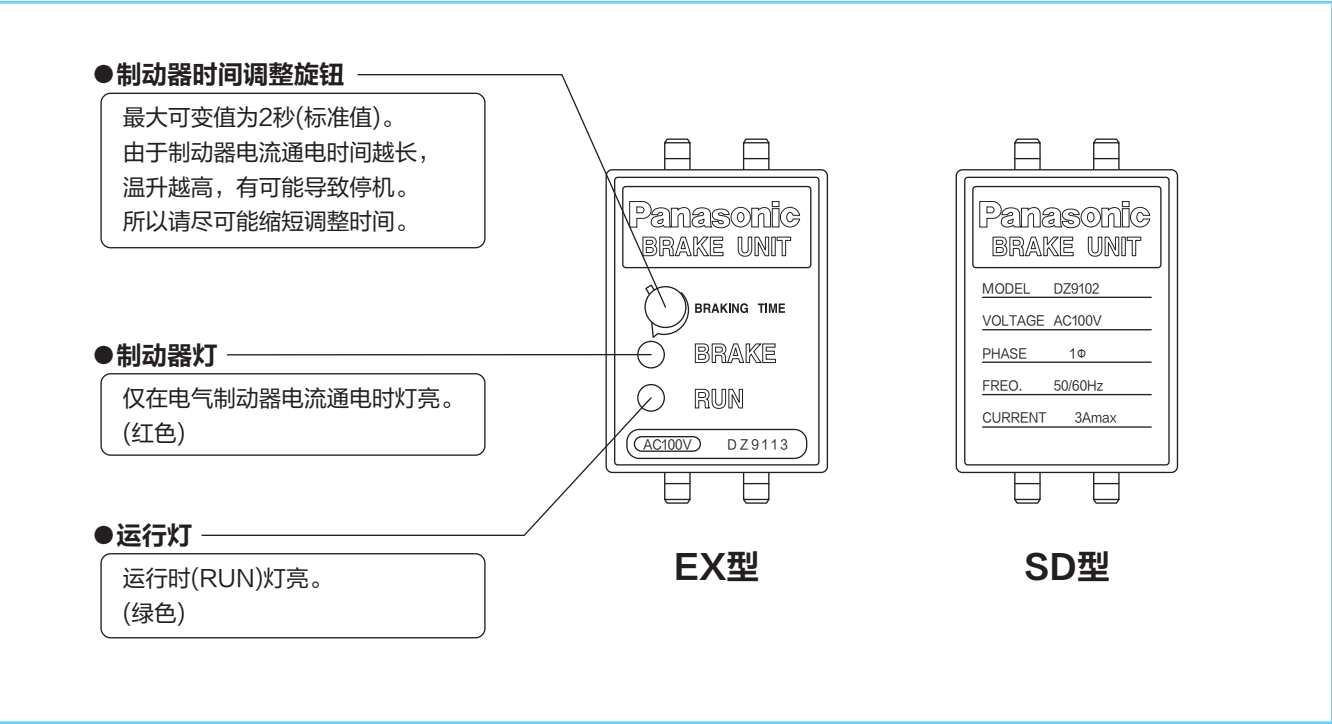 ●制动器时间调整旋钮
最大可变值为2秒(标准值)。
由于制动器电流通电时间越长，
温升越高，有可能导致停机。
所以请尽可能缩短调整时间。
●制动器灯
仅在电气制动器电流通电时灯亮。
(红色)
●运行灯
运行时(RUN)灯亮。
(绿色)
Panasonic
BRAKE UNIT
BRAKING TIME
BRAKE
RUN
AC100V DZ9113
EX型
Panasonic
BRAKE UNIT
MODEL DZ9102
VOLTAGE AC100V
PHASE 1Φ
FREO. 50/60Hz
CURRENT 3Amax
SD型